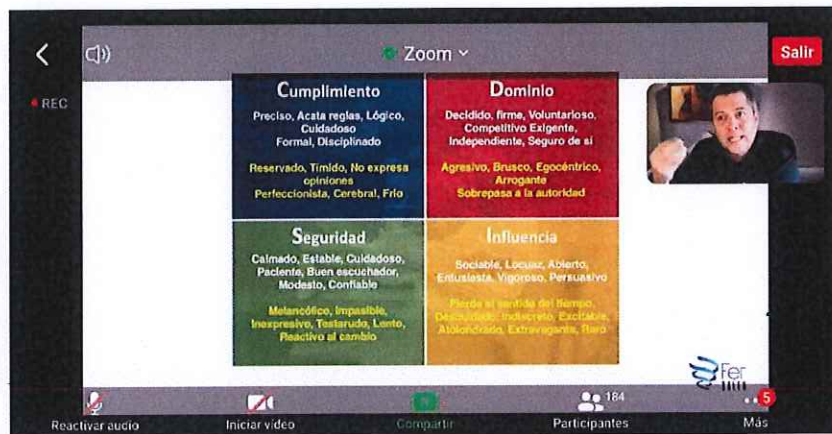 Zoom
Salir
REC
Cumplimiento
Preciso, Acata reglas, Lógico,
Cuidadoso
Formal, Disciplinado
Reservado, Tímido, No expresa
opiniones
Perfeccionista, Cerebral, Frío
Dominio
Decidido, firme, Voluntarioso,
Competitivo Exigente,
Independiente, Seguro de sí
Agresivo, Brusco, Egocéntrico,
Arrogante
Sobrepasa a la autoridad
Seguridad
Calmado, Estable, Cuidadoso,
Paciente, Buen escuchador,
Modesto, Confiable
Melancólico, Impasible,
Inexpresivo, Testarudo, Lento,
Reactivo al cambio
Influencia
Sociable, Locuaz, Abierto,
Entusiasta, Vigoroso, Persuasivo
Pierde el sentido del tiempo,
Descuidado, Indiscreto, Excitable,
Atolondrado, Extravagante, Raro
Fer
184
5
Reactivar audio
Iniciar video
Compartir
Participantes
Más